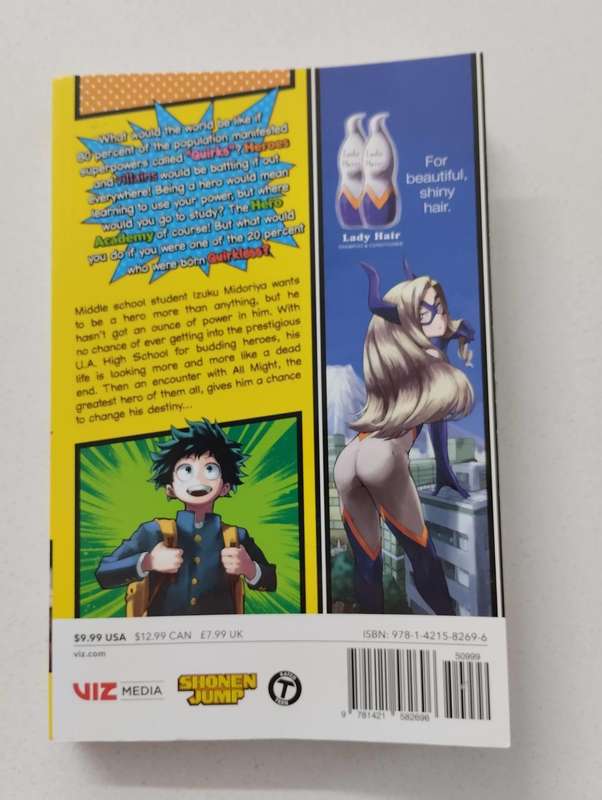 What would the world be like if
80 percent of the population manifested
superpowers called "Quirks"? Heroes
and villains would be battling it out
everywhere! Being a hero would mean
learning to use your power, but where
would you go to study? The Hero
Academy of course! But what would
you do if you were one of the 20 percent
who were born Quirkless?
Middle school student Izuku Midoriya wants
to be a hero more than anything, but he
hasn't got an ounce of power in him. With
no chance of ever getting into the prestigious
U.A. High School for budding heroes, his
life is looking more and more like a dead
end. Then an encounter with All Might, the
greatest hero of them all, gives him a chance
to change his destiny...
Lady Lady
For
beautiful,
shiny
hair.
Lady Hair
SHAMPOO & CONDITIONER
$9.99 USA $12.99 CAN £7.99 UK
ISBN: 978-1-4215-8269-6
viz.com
50999
VIZ MEDIA
SHONEN
JUMP
RATED
T
TEEN
9 781421 582696